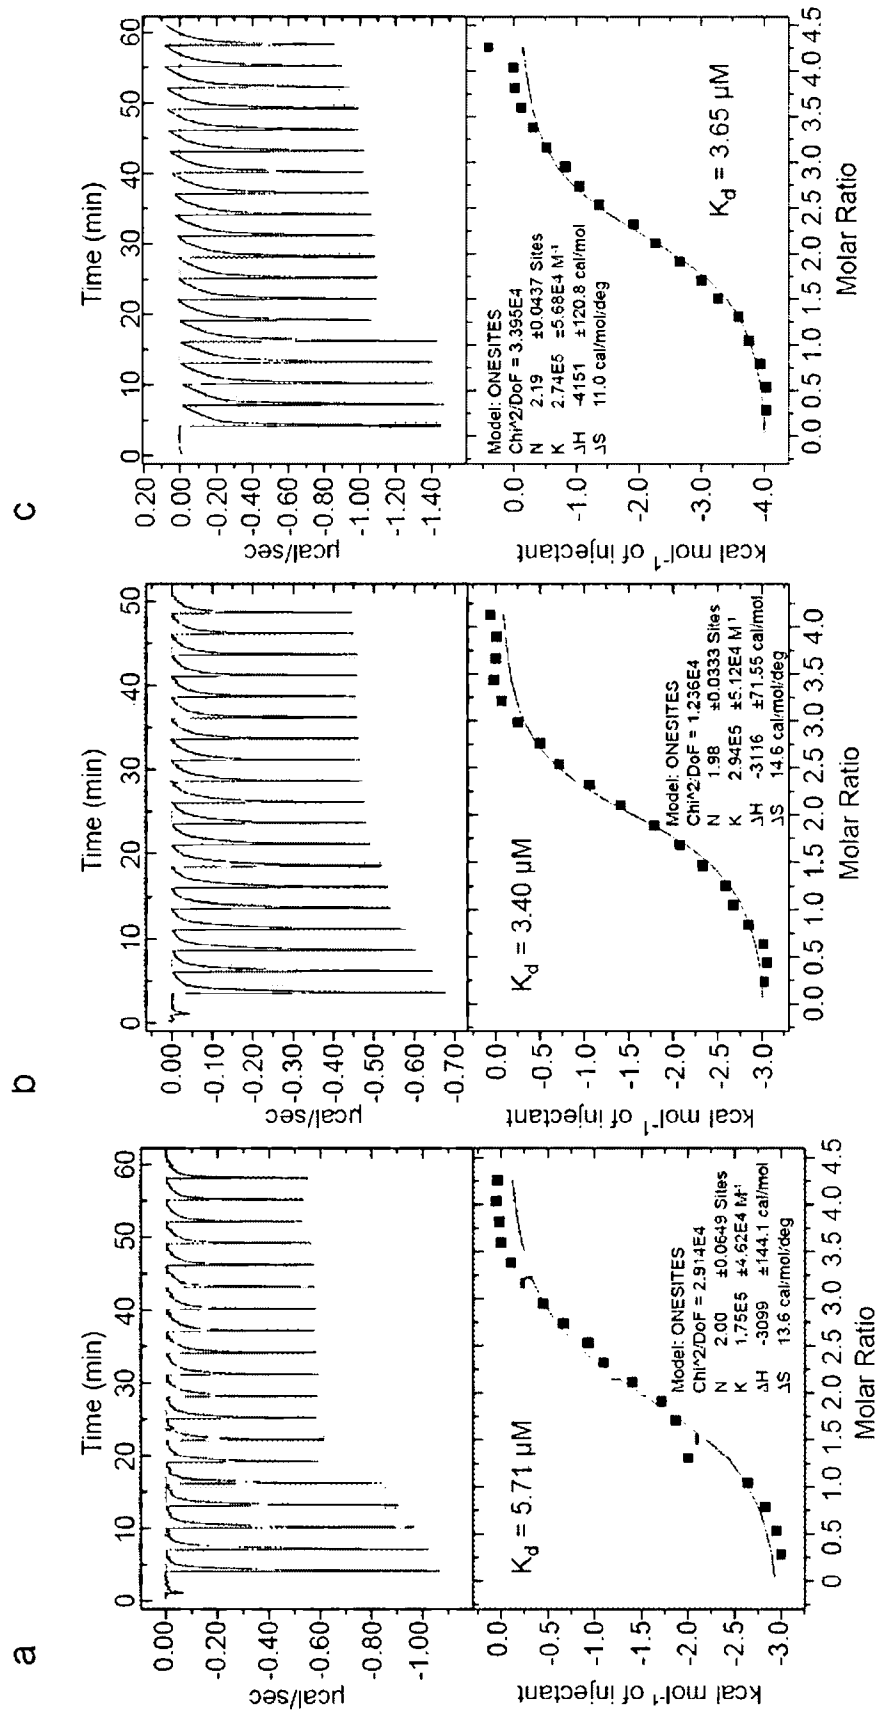 a
Time (min)
0 10 20 30 40 50 60
0.00
-0.20
-0.40
-0.60
-0.80
-1.00
µcal/sec
0.0
-0.5
-1.0
-1.5
-2.0
-2.5
-3.0
kcal mol⁻¹ of injectant
Kd = 5.71 µM
Model: ONESITES
Chi^2/DoF = 2.914E4
N 2.00 ±0.0649 Sites
K 1.75E5 ±4.62E4 M⁻¹
ΔH -3099 ±144.1 cal/mol
ΔS 13.6 cal/mol/deg
0 0.5 1.0 1.5 2.0 2.5 3.0 3.5 4.0 4.5
Molar Ratio
b
Time (min)
0 10 20 30 40 50
0.00
-0.10
-0.20
-0.30
-0.40
-0.50
-0.60
-0.70
µcal/sec
0.0
-0.5
-1.0
-1.5
-2.0
-2.5
-3.0
kcal mol⁻¹ of injectant
Kd = 3.40 µM
Model: ONESITES
Chi^2/DoF = 1.236E4
N 1.98 ±0.0333 Sites
K 2.94E5 ±5.12E4 M⁻¹
ΔH -3116 ±71.55 cal/mol
ΔS 14.6 cal/mol/deg
0.0 0.5 1.0 1.5 2.0 2.5 3.0 3.5 4.0
Molar Ratio
c
Time (min)
0 10 20 30 40 50 60
0.20
0.00
-0.20
-0.40
-0.60
-0.80
-1.00
-1.20
-1.40
µcal/sec
0.0
-1.0
-2.0
-3.0
-4.0
kcal mol⁻¹ of injectant
Model: ONESITES
Chi^2/DoF = 3.395E4
N 2.19 ±0.0437 Sites
K 2.74E5 ±5.68E4 M⁻¹
ΔH -4151 ±120.8 cal/mol
ΔS 11.0 cal/mol/deg
Kd = 3.65 µM
0.0 0.5 1.0 1.5 2.0 2.5 3.0 3.5 4.0 4.5
Molar Ratio